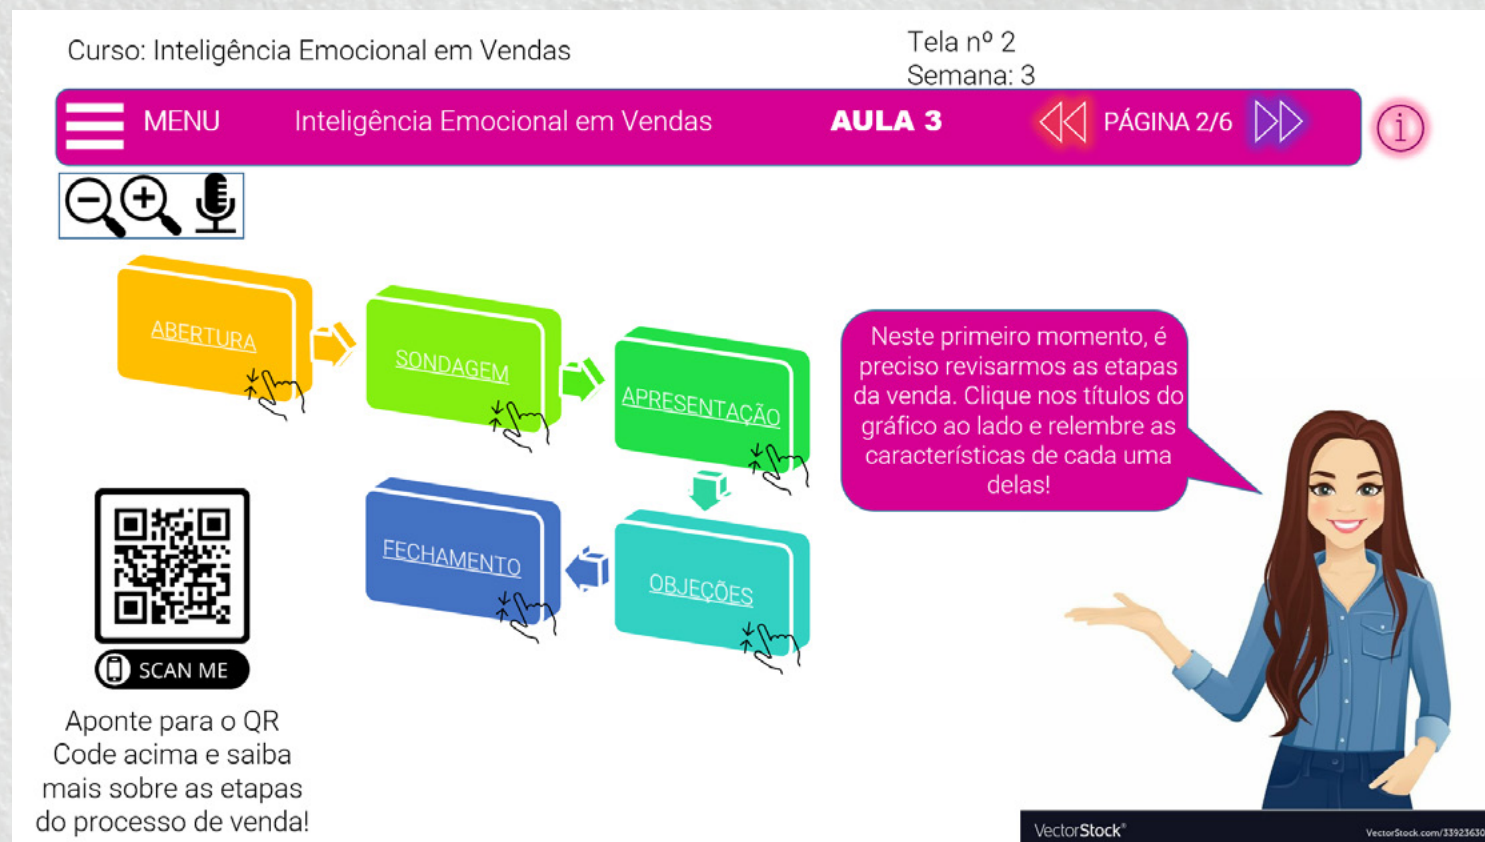 Curso: Inteligência Emocional em Vendas
Tela nº 2
Semana: 3
MENU
Inteligência Emocional em Vendas
AULA 3
PÁGINA 2/6
i
ABERTURA
SONDAGEM
APRESENTAÇÃO
OBJEÇÕES
FECHAMENTO
Neste primeiro momento, é
preciso revisarmos as etapas
da venda. Clique nos títulos do
gráfico ao lado e relembre as
características de cada uma
delas!
SCAN ME
Aponte para o QR
Code acima e saiba
mais sobre as etapas
do processo de venda!
VectorStock®
VectorStock.com/33923630